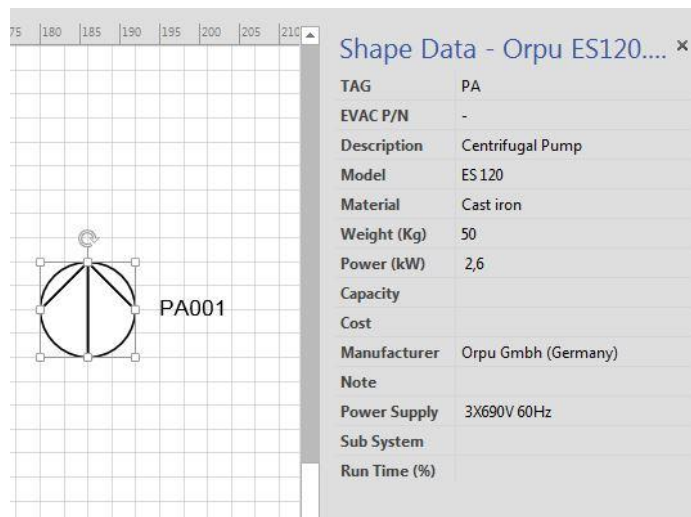 75 180 185 190 195 200 205 210
PA001
Shape Data - Orpu ES120.... ×
TAG PA
EVAC P/N -
Description Centrifugal Pump
Model ES 120
Material Cast iron
Weight (Kg) 50
Power (kW) 2,6
Capacity
Cost
Manufacturer Orpu Gmbh (Germany)
Note
Power Supply 3X690V 60Hz
Sub System
Run Time (%)